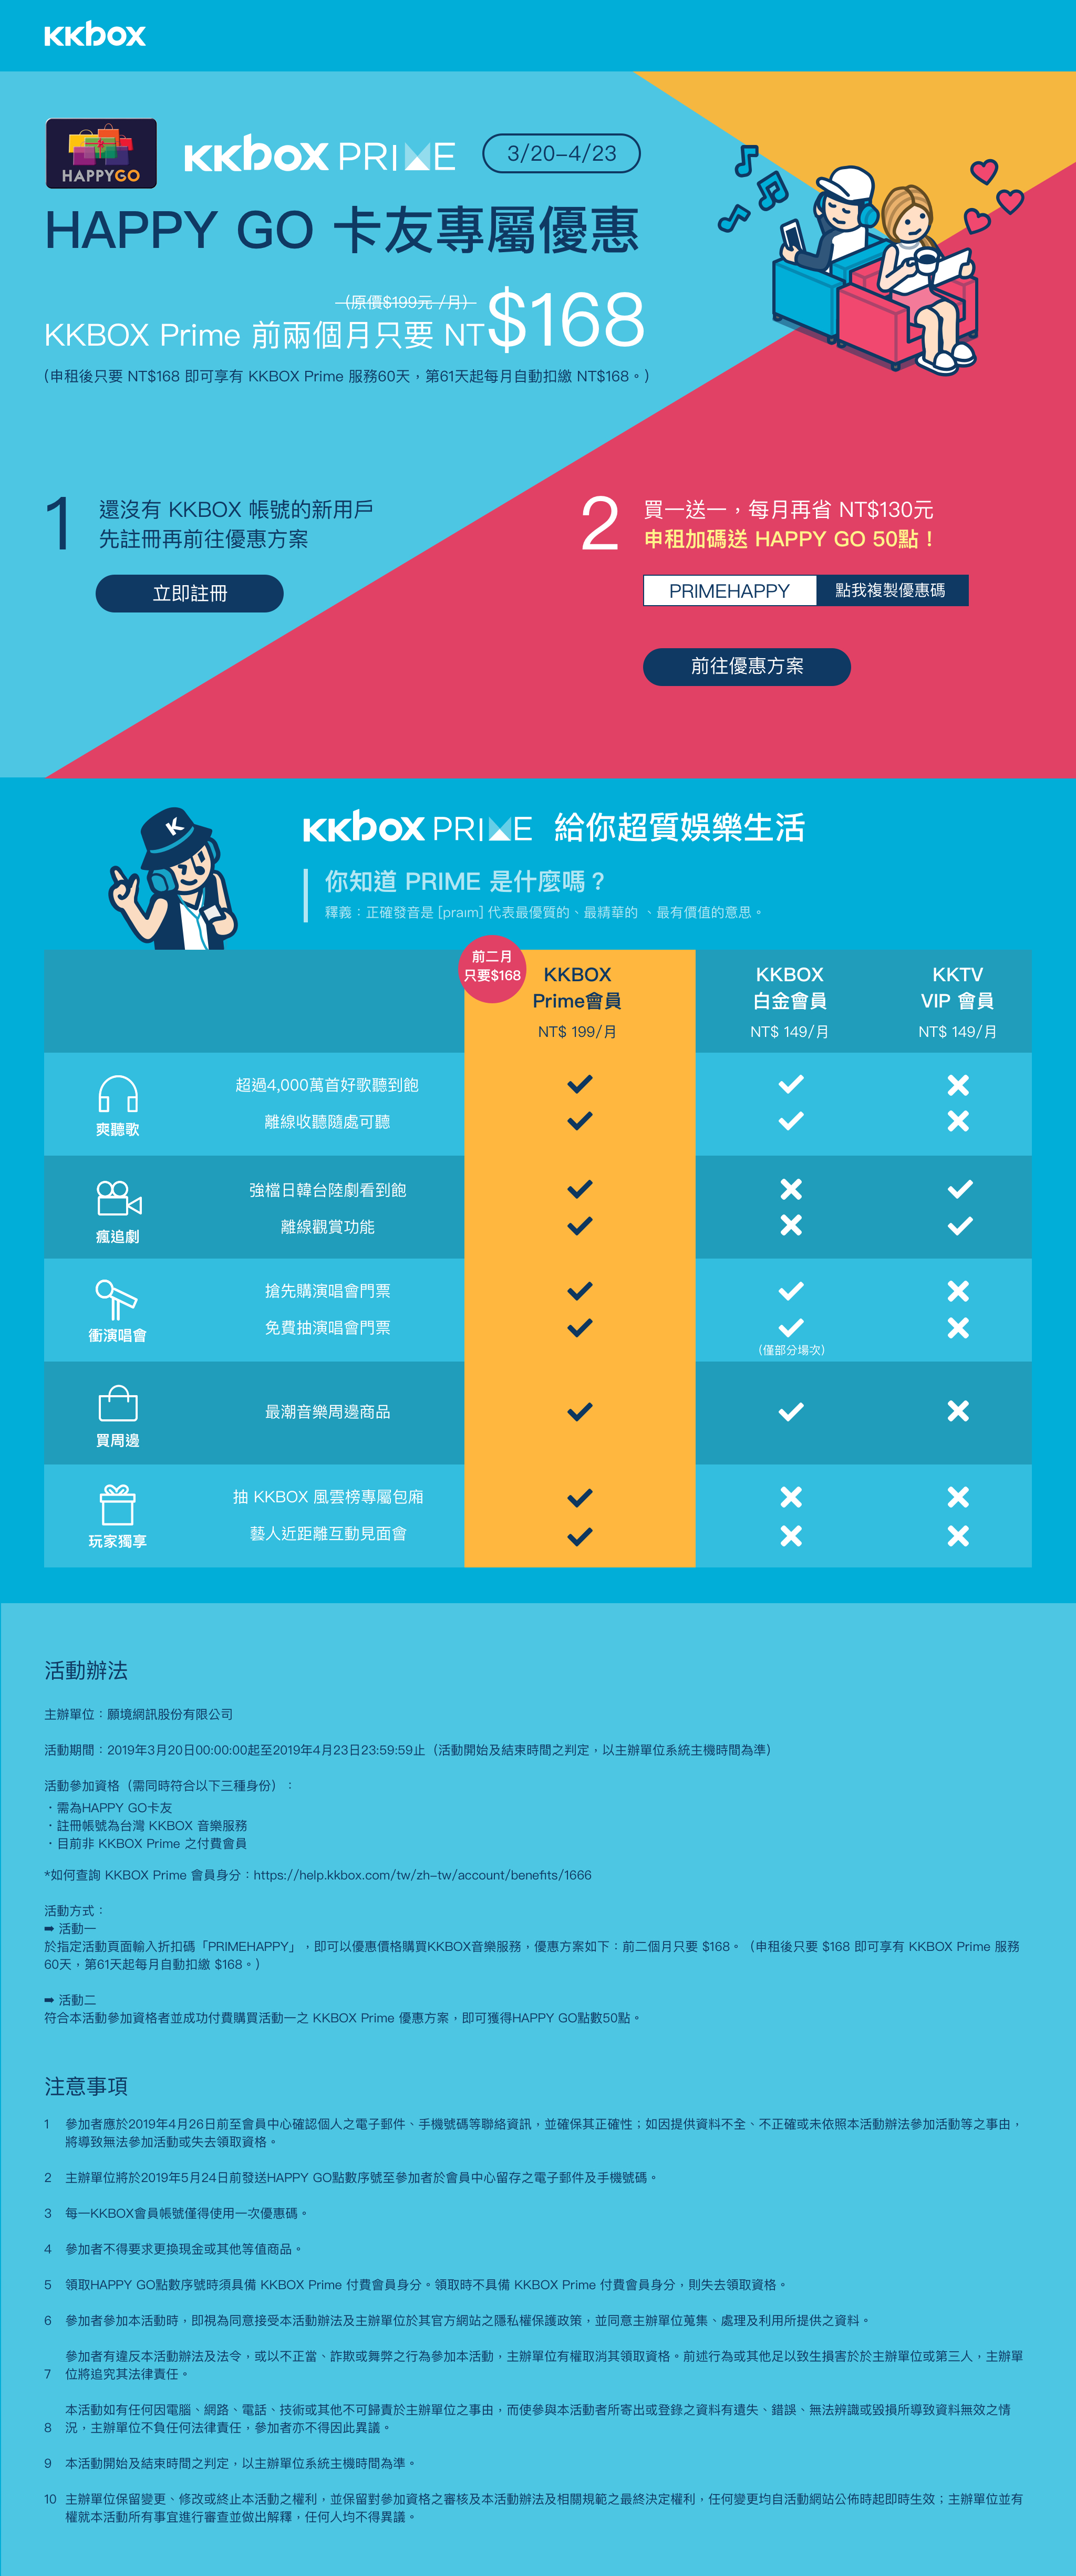 kkbox
HAPPYGO
kkbox PRIME
3/20-4/23
HAPPY GO 卡友專屬優惠
（原價$199元 /月）
KKBOX Prime 前兩個月只要 NT$168
（申租後只要 NT$168 即可享有 KKBOX Prime 服務60天，第61天起每月自動扣繳 NT$168。）
1
還沒有 KKBOX 帳號的新用戶
先註冊再前往優惠方案
立即註冊
2
買一送一，每月再省 NT$130元
申租加碼送 HAPPY GO 50點！
PRIMEHAPPY
點我複製優惠碼
前往優惠方案
K
kkbox PRIME 給你超質娛樂生活
你知道 PRIME 是什麼嗎？
釋義：正確發音是 [praɪm] 代表最優質的、最精華的 、最有價值的意思。
前二月
只要$168
KKBOX
Prime會員
NT$ 199/月
KKBOX
白金會員
NT$ 149/月
KKTV
VIP 會員
NT$ 149/月
爽聽歌
超過4,000萬首好歌聽到飽
離線收聽隨處可聽
瘋追劇
強檔日韓台陸劇看到飽
離線觀賞功能
衝演唱會
搶先購演唱會門票
免費抽演唱會門票
（僅部分場次）
買周邊
最潮音樂周邊商品
玩家獨享
抽 KKBOX 風雲榜專屬包廂
藝人近距離互動見面會
活動辦法
主辦單位：願境網訊股份有限公司
活動期間：2019年3月20日00:00:00起至2019年4月23日23:59:59止（活動開始及結束時間之判定，以主辦單位系統主機時間為準）
活動參加資格（需同時符合以下三種身份）：
・需為HAPPY GO卡友
・註冊帳號為台灣 KKBOX 音樂服務
・目前非 KKBOX Prime 之付費會員
*如何查詢 KKBOX Prime 會員身分：https://help.kkbox.com/tw/zh-tw/account/benefits/1666
活動方式：
➡ 活動一
於指定活動頁面輸入折扣碼「PRIMEHAPPY」，即可以優惠價格購買KKBOX音樂服務，優惠方案如下：前二個月只要 $168。（申租後只要 $168 即可享有 KKBOX Prime 服務
60天，第61天起每月自動扣繳 $168。）
➡ 活動二
符合本活動參加資格者並成功付費購買活動一之 KKBOX Prime 優惠方案，即可獲得HAPPY GO點數50點。
注意事項
1 參加者應於2019年4月26日前至會員中心確認個人之電子郵件、手機號碼等聯絡資訊，並確保其正確性；如因提供資料不全、不正確或未依照本活動辦法參加活動等之事由，
將導致無法參加活動或失去領取資格。
2 主辦單位將於2019年5月24日前發送HAPPY GO點數序號至參加者於會員中心留存之電子郵件及手機號碼。
3 每一KKBOX會員帳號僅得使用一次優惠碼。
4 參加者不得要求更換現金或其他等值商品。
5 領取HAPPY GO點數序號時須具備 KKBOX Prime 付費會員身分。領取時不具備 KKBOX Prime 付費會員身分，則失去領取資格。
6 參加者參加本活動時，即視為同意接受本活動辦法及主辦單位於其官方網站之隱私權保護政策，並同意主辦單位蒐集、處理及利用所提供之資料。
參加者有違反本活動辦法及法令，或以不正當、詐欺或舞弊之行為參加本活動，主辦單位有權取消其領取資格。前述行為或其他足以致生損害於於主辦單位或第三人，主辦單
7 位將追究其法律責任。
本活動如有任何因電腦、網路、電話、技術或其他不可歸責於主辦單位之事由，而使參與本活動者所寄出或登錄之資料有遺失、錯誤、無法辨識或毀損所導致資料無效之情
8 況，主辦單位不負任何法律責任，參加者亦不得因此異議。
9 本活動開始及結束時間之判定，以主辦單位系統主機時間為準。
10 主辦單位保留變更、修改或終止本活動之權利，並保留對參加資格之審核及本活動辦法及相關規範之最終決定權利，任何變更均自活動網站公佈時起即時生效；主辦單位並有
權就本活動所有事宜進行審查並做出解釋，任何人均不得異議。